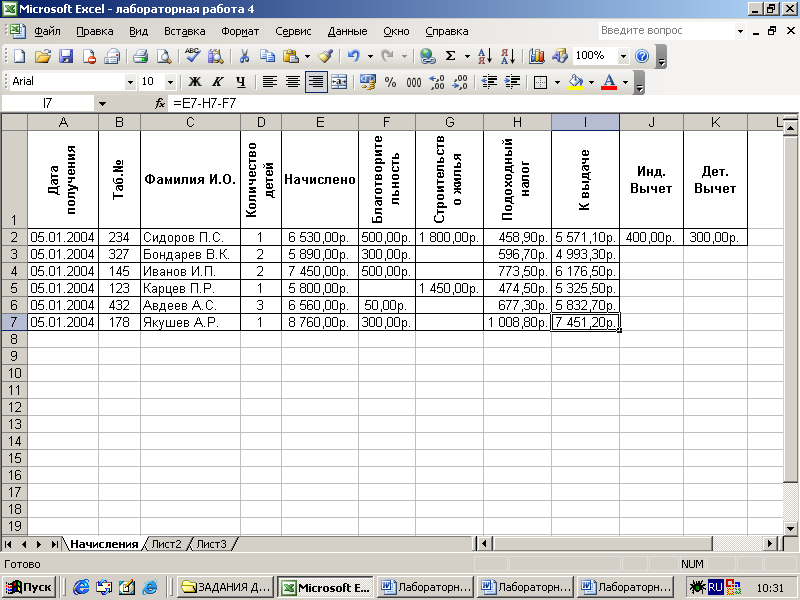 Microsoft Excel - лабораторная работа 4
Файл Правка Вид Вставка Формат Сервис Данные Окно Справка Введите вопрос
100%
Arial 10 Ж К Ч % 000
I7 fx =E7-H7-F7
A B C D E F G H I J K L
1 Дата получения Таб.№ Фамилия И.О. Количество детей Начислено Благотворите льность Строительств о жилья Подоходный налог К выдаче Инд. Вычет Дет. Вычет
2 05.01.2004 234 Сидоров П.С. 1 6 530,00р. 500,00р. 1 800,00р. 458,90р. 5 571,10р. 400,00р. 300,00р.
3 05.01.2004 327 Бондарев В.К. 2 5 890,00р. 300,00р. 596,70р. 4 993,30р.
4 05.01.2004 145 Иванов И.П. 2 7 450,00р. 500,00р. 773,50р. 6 176,50р.
5 05.01.2004 123 Карцев П.Р. 1 5 800,00р. 1 450,00р. 474,50р. 5 325,50р.
6 05.01.2004 432 Авдеев А.С. 3 6 560,00р. 50,00р. 677,30р. 5 832,70р.
7 05.01.2004 178 Якушев А.Р. 1 8 760,00р. 300,00р. 1 008,80р. 7 451,20р.
8
9
10
11
12
13
14
15
16
17
18
19
Начисления Лист2 Лист3
Готово NUM
Пуск ЗАДАНИЯ Д... Microsoft E... Лабораторн... Лабораторн... Лабораторн... RU 10:31